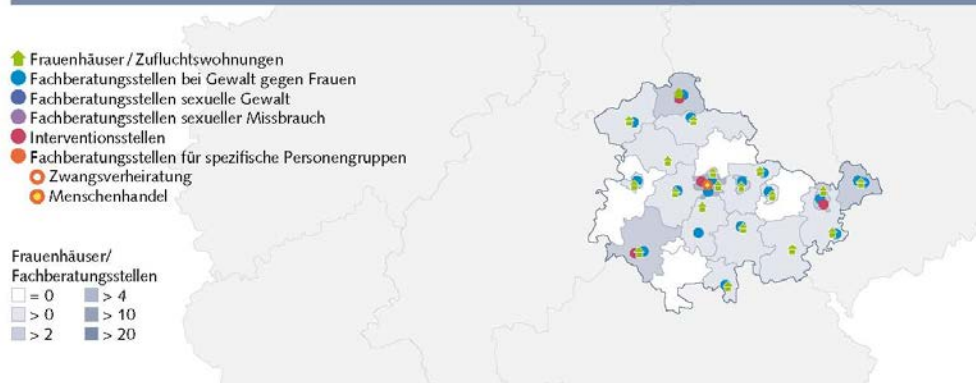 Frauenhäuser / Zufluchtswohnungen
Fachberatungsstellen bei Gewalt gegen Frauen
Fachberatungsstellen sexuelle Gewalt
Fachberatungsstellen sexueller Missbrauch
Interventionsstellen
Fachberatungsstellen für spezifische Personengruppen
Zwangsverheiratung
Menschenhandel
Frauenhäuser/
Fachberatungsstellen
= 0 > 4
> 0 > 10
> 2 > 20